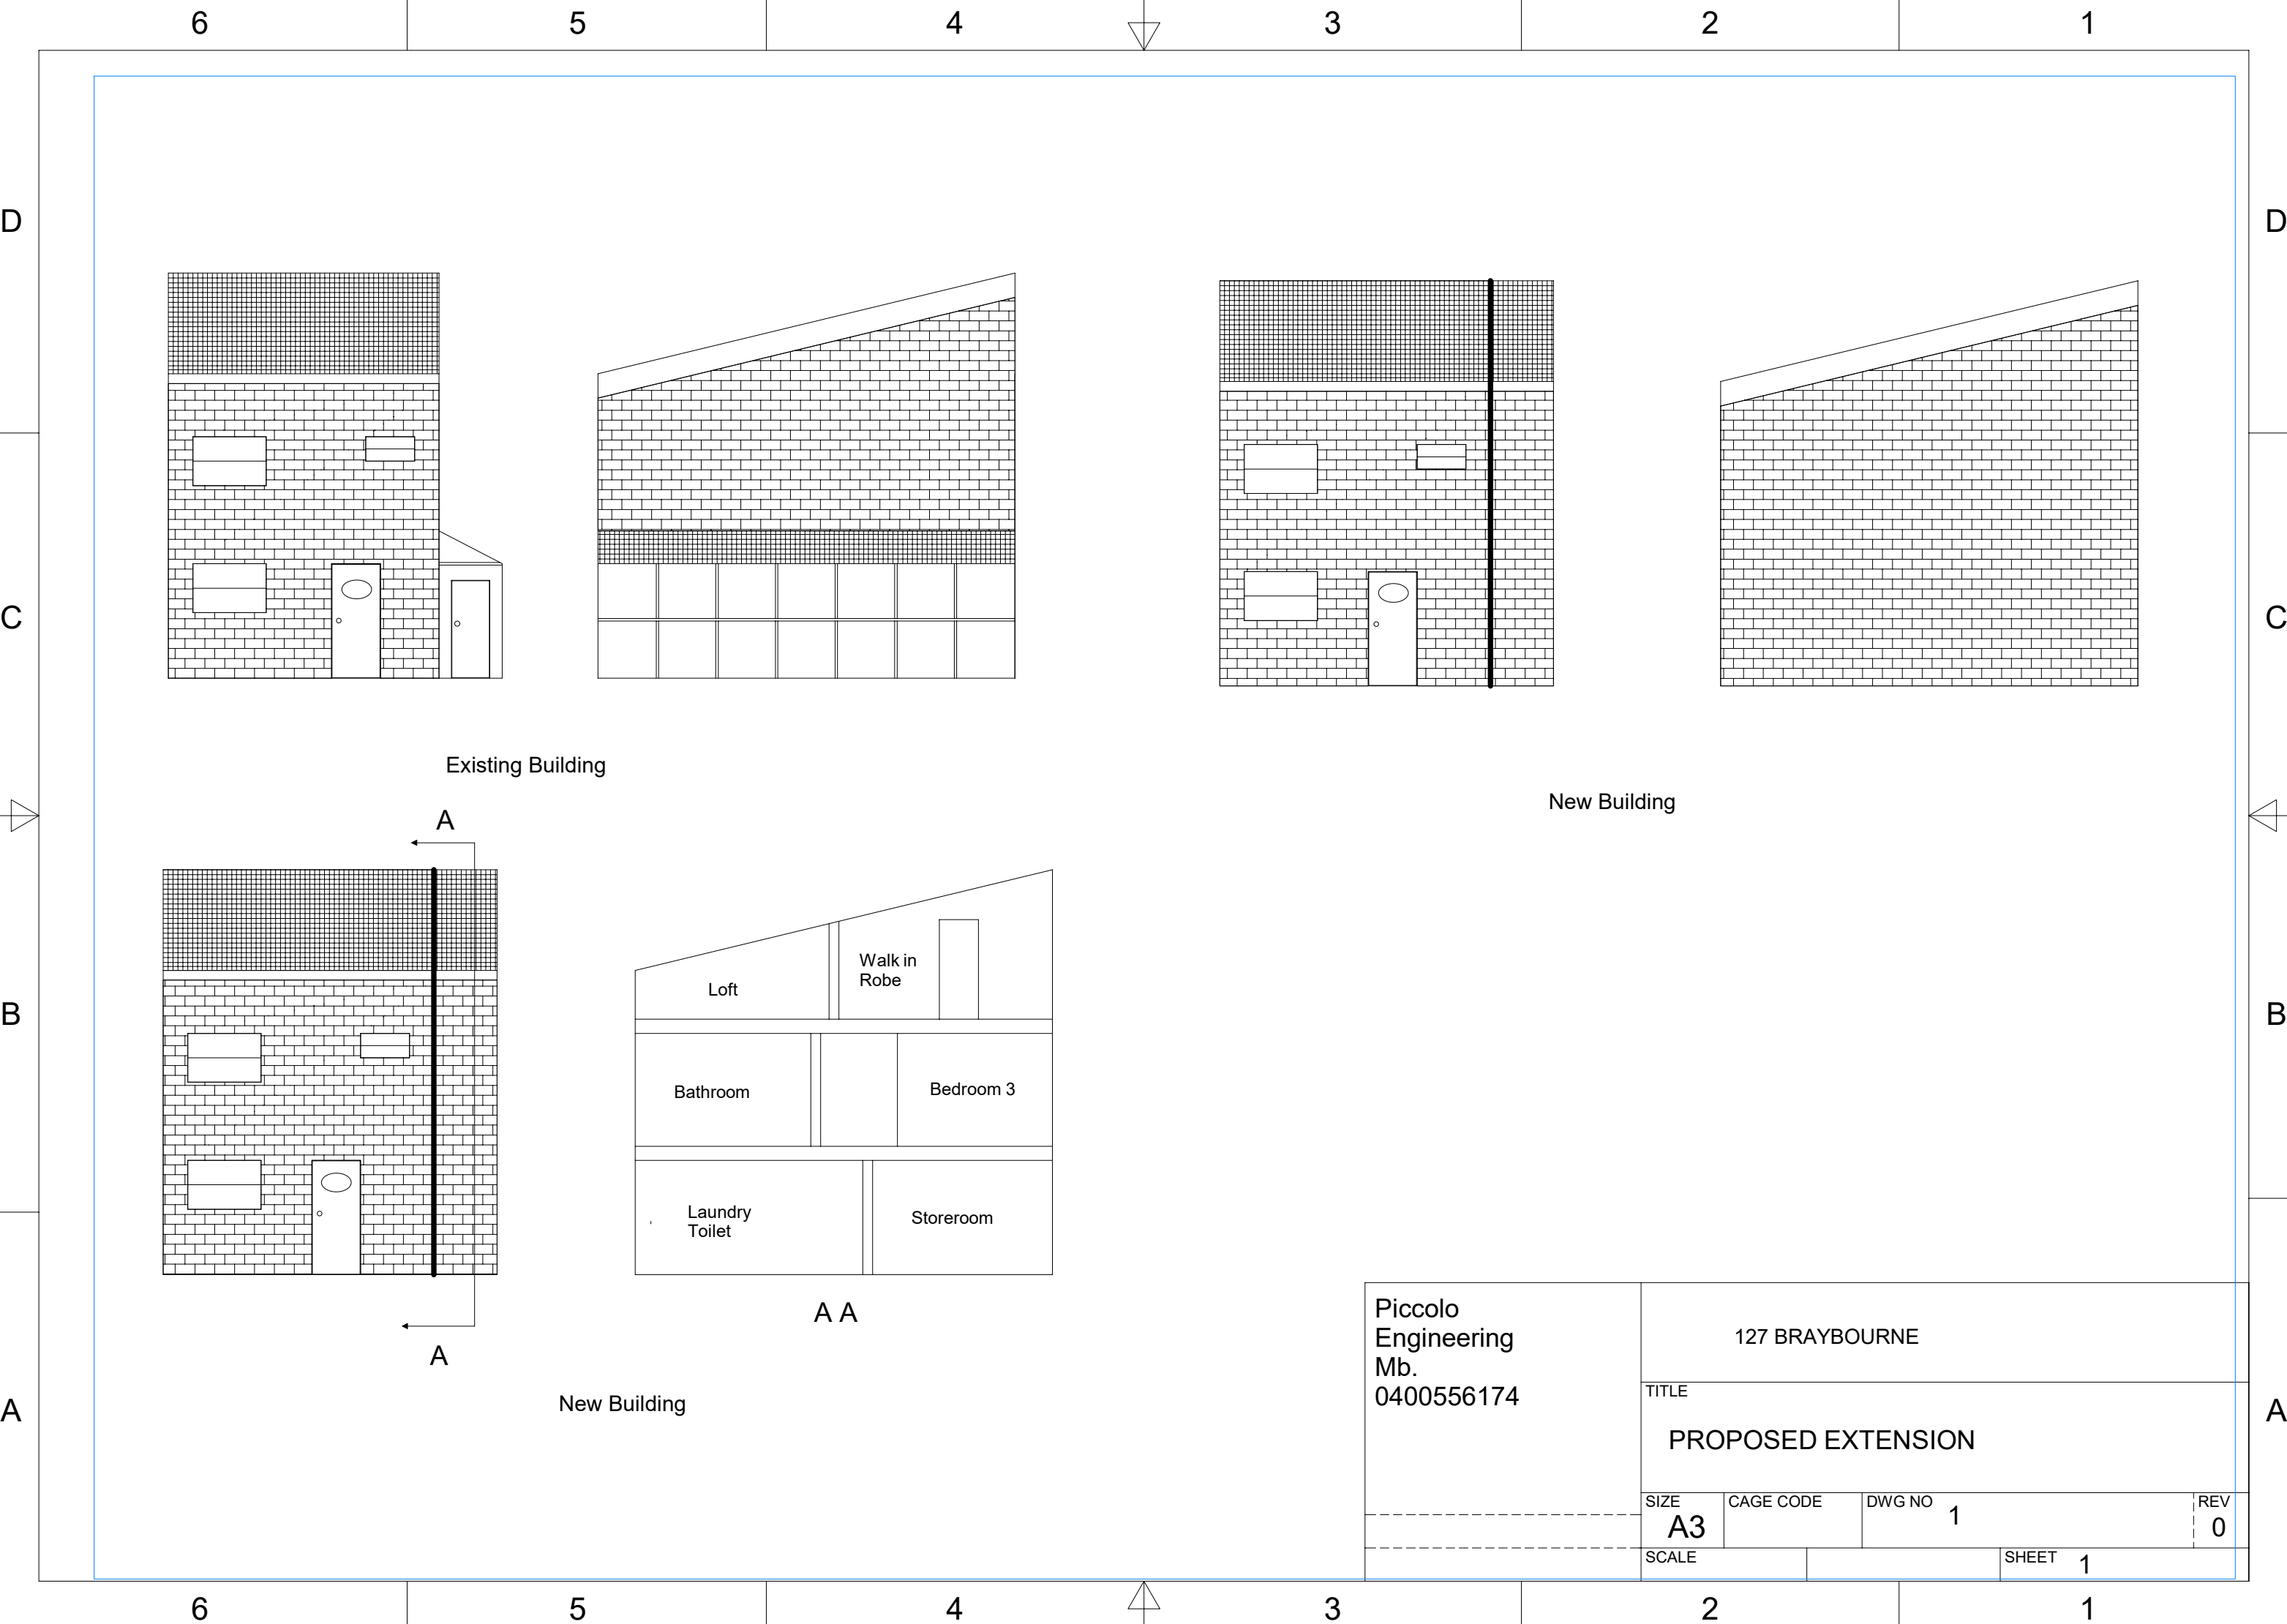 6 5 4 3 2 1
D D
C C
Existing Building
New Building
A
Loft
Walk in
Robe
B B
Bathroom
Bedroom 3
Laundry
Toilet
Storeroom
A A
A
New Building
A A
Piccolo
Engineering
Mb.
0400556174
127 BRAYBOURNE
TITLE
PROPOSED EXTENSION
SIZE
A3
CAGE CODE
DWG NO 1
REV
0
SCALE
SHEET 1
6 5 4 3 2 1